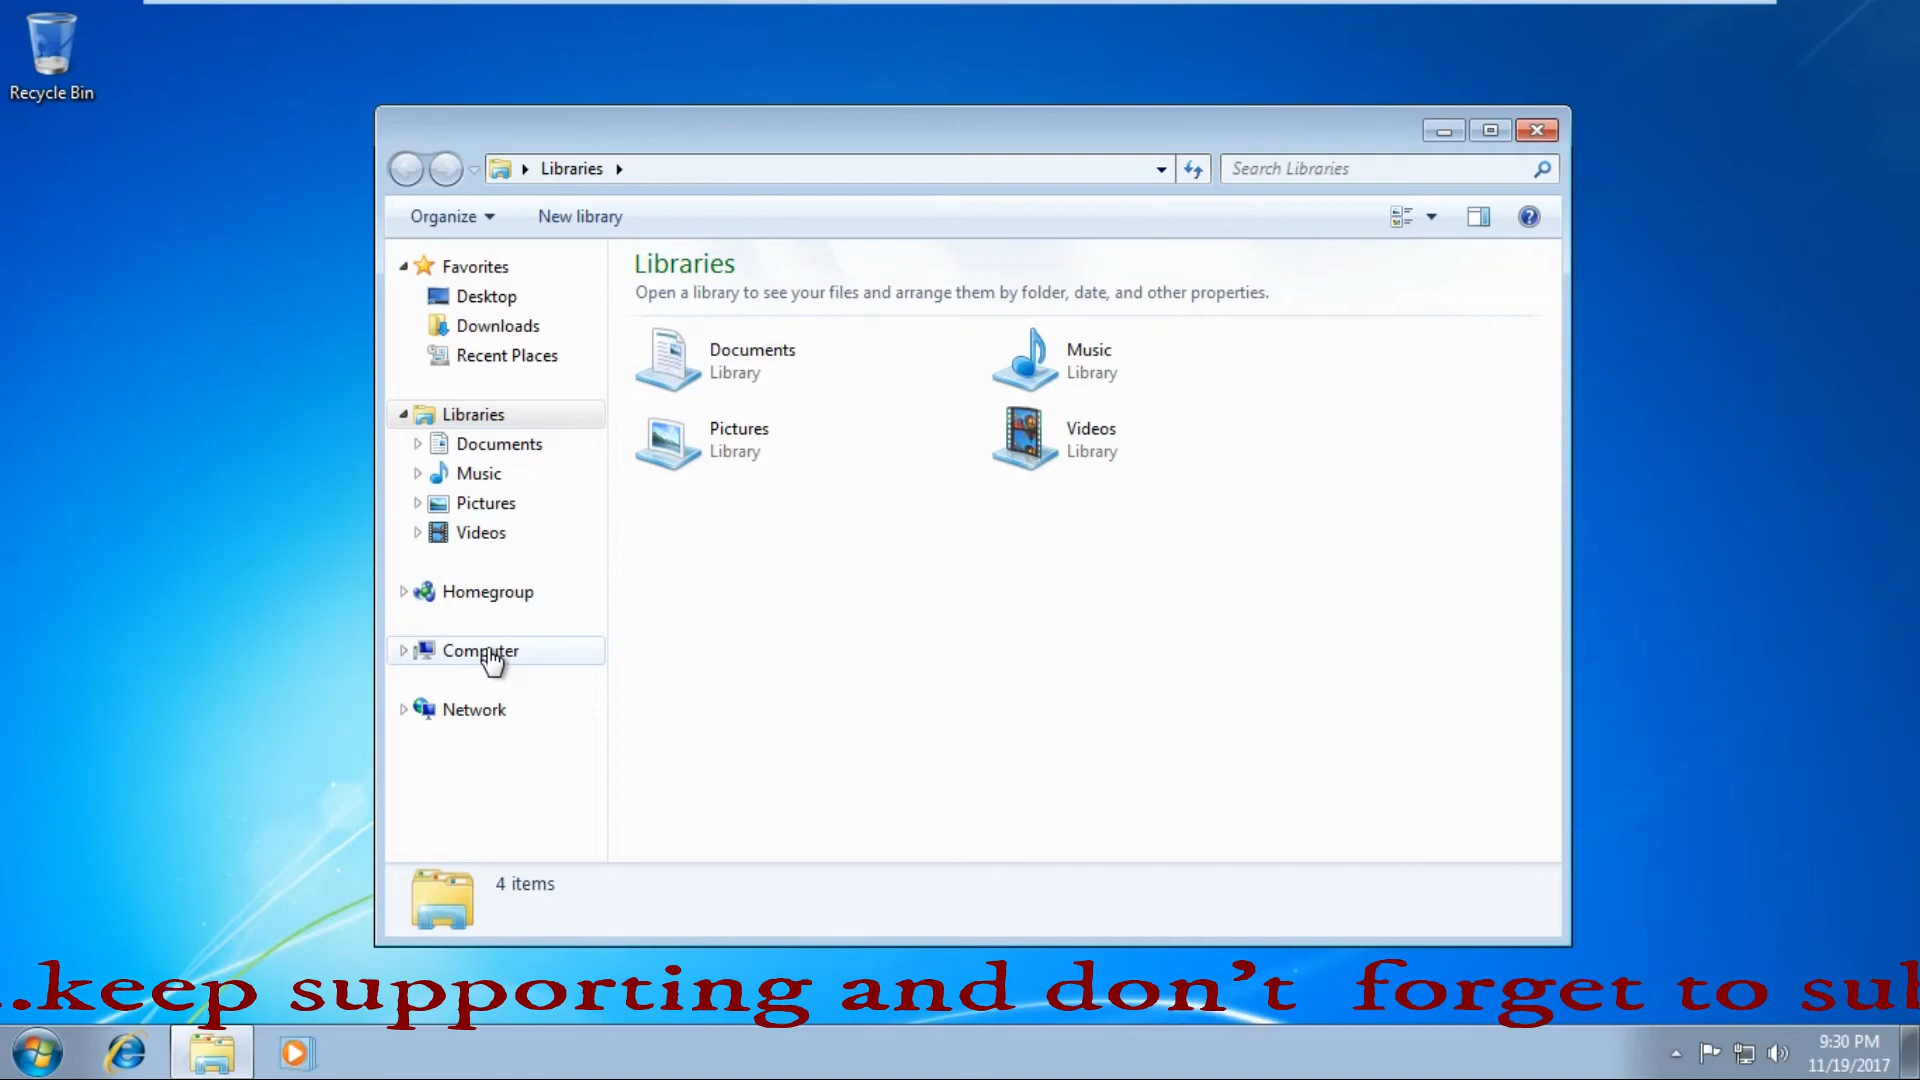 Recycle Bin
Libraries
Search Libraries
Organize
New library
Favorites
Desktop
Downloads
Recent Places
Libraries
Documents
Music
Pictures
Videos
Homegroup
Computer
Network
Libraries
Open a library to see your files and arrange them by folder, date, and other properties.
Documents
Library
Music
Library
Pictures
Library
Videos
Library
4 items
..keep supporting and don't forget to sub
9:30 PM
11/19/2017